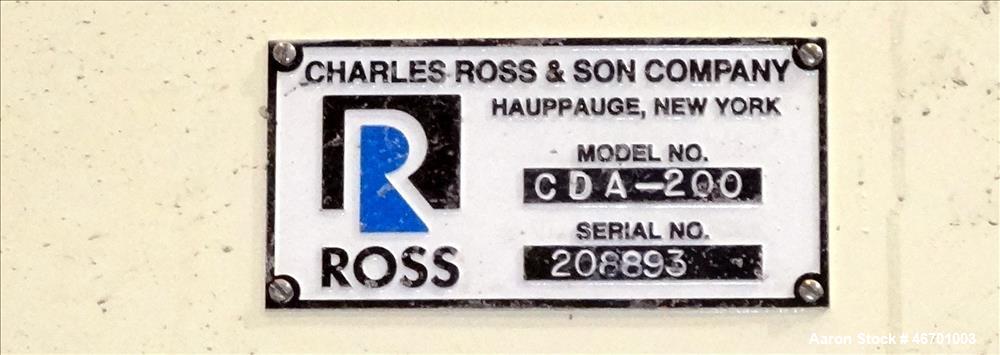 CHARLES ROSS & SON COMPANY
HAUPPAUGE, NEW YORK
R
ROSS
MODEL NO.
CDA-200
SERIAL NO.
208893
Aaron Stock # 46701003